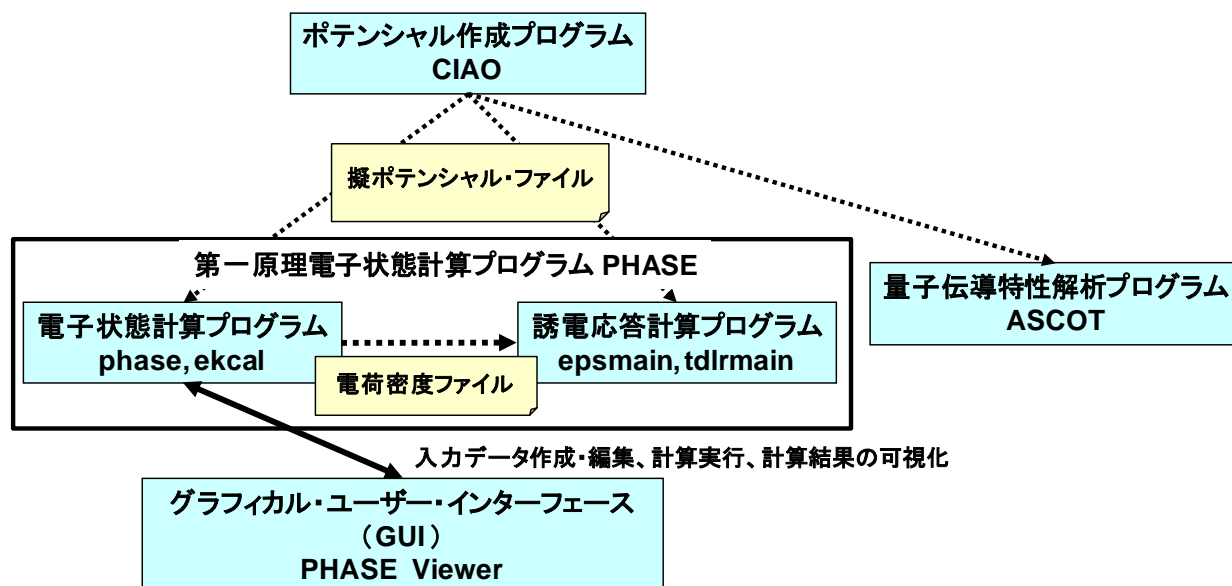 ポテンシャル作成プログラム
CIAO
擬ポテンシャル・ファイル
第一原理電子状態計算プログラム PHASE
電子状態計算プログラム
phase, ekcal
誘電応答計算プログラム
epsmain, tdlrmain
電荷密度ファイル
量子伝導特性解析プログラム
ASCOT
入力データ作成・編集、計算実行、計算結果の可視化
グラフィカル・ユーザー・インターフェース
（GUI）
PHASE Viewer